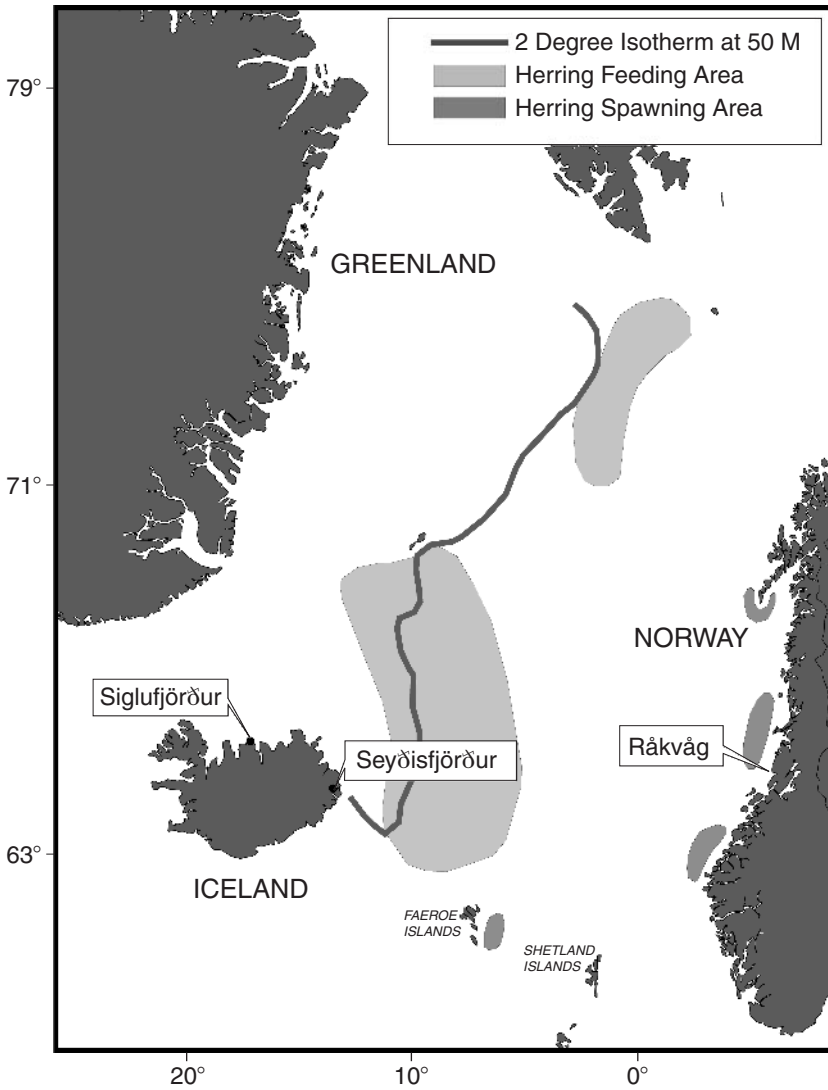 2 Degree Isotherm at 50 M
Herring Feeding Area
Herring Spawning Area
79°
GREENLAND
71°
NORWAY
Siglufjörður
Råkvåg
Seyðisfjörður
63°
ICELAND
FAEROE
ISLANDS
SHETLAND
ISLANDS
20°
10°
0°